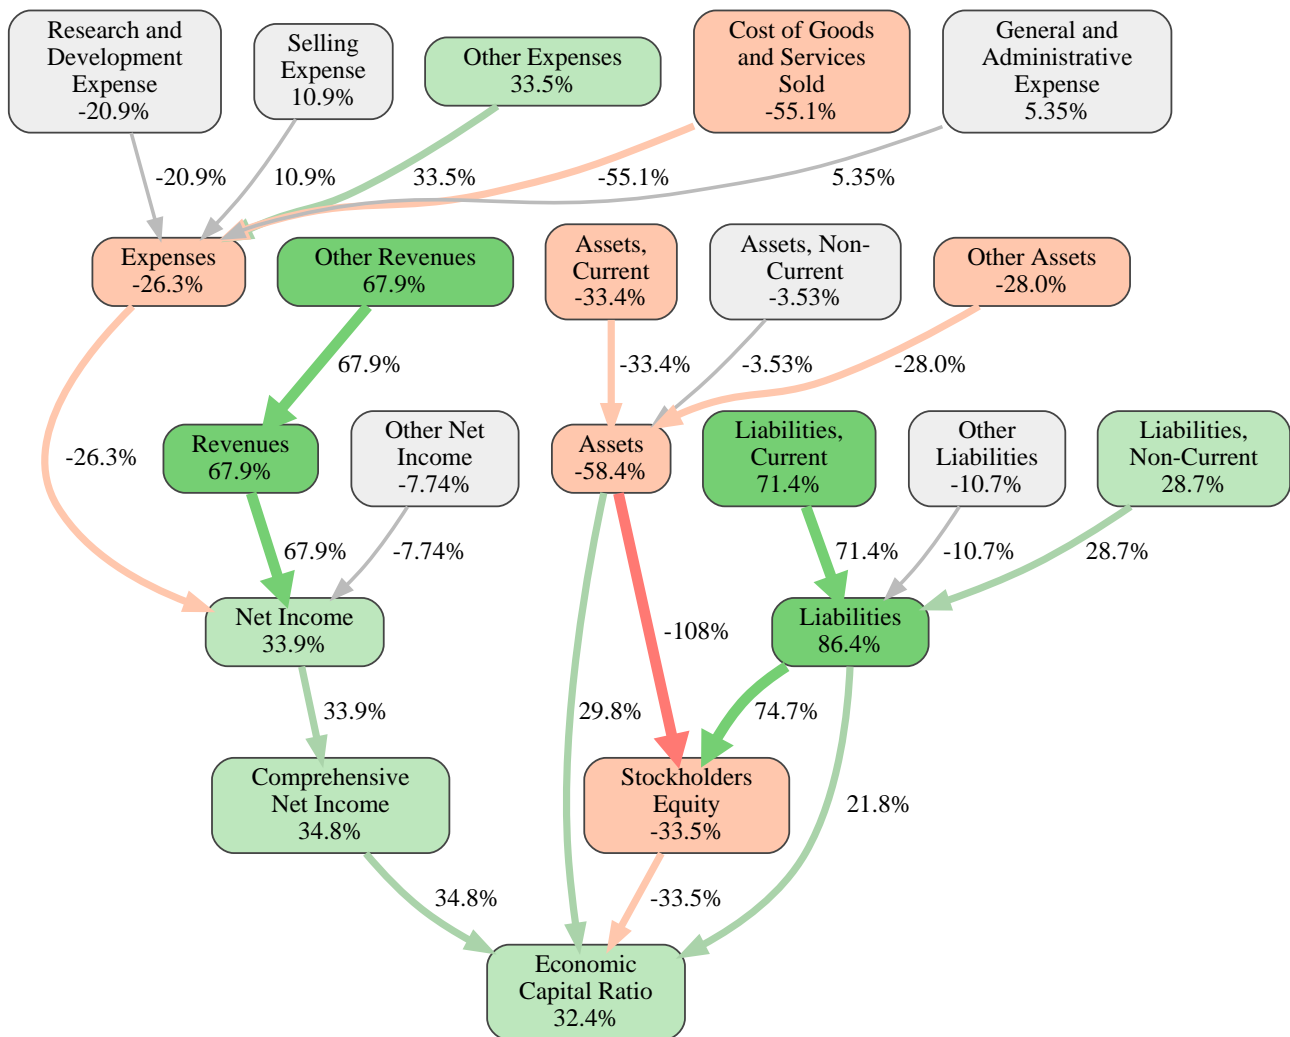 Research and
Development
Expense
-20.9%
Selling
Expense
10.9%
Other Expenses
33.5%
Cost of Goods
and Services
Sold
-55.1%
General and
Administrative
Expense
5.35%
-20.9%
10.9%
33.5%
-55.1%
5.35%
Expenses
-26.3%
Other Revenues
67.9%
Assets,
Current
-33.4%
Assets, Non-
Current
-3.53%
Other Assets
-28.0%
67.9%
-33.4%
-3.53%
-28.0%
-26.3%
Revenues
67.9%
Other Net
Income
-7.74%
Assets
-58.4%
Liabilities,
Current
71.4%
Other
Liabilities
-10.7%
Liabilities,
Non-Current
28.7%
67.9%
-7.74%
71.4%
-10.7%
28.7%
Net Income
33.9%
-108%
Liabilities
86.4%
33.9%
29.8%
74.7%
Comprehensive
Net Income
34.8%
Stockholders
Equity
-33.5%
21.8%
34.8%
-33.5%
Economic
Capital Ratio
32.4%